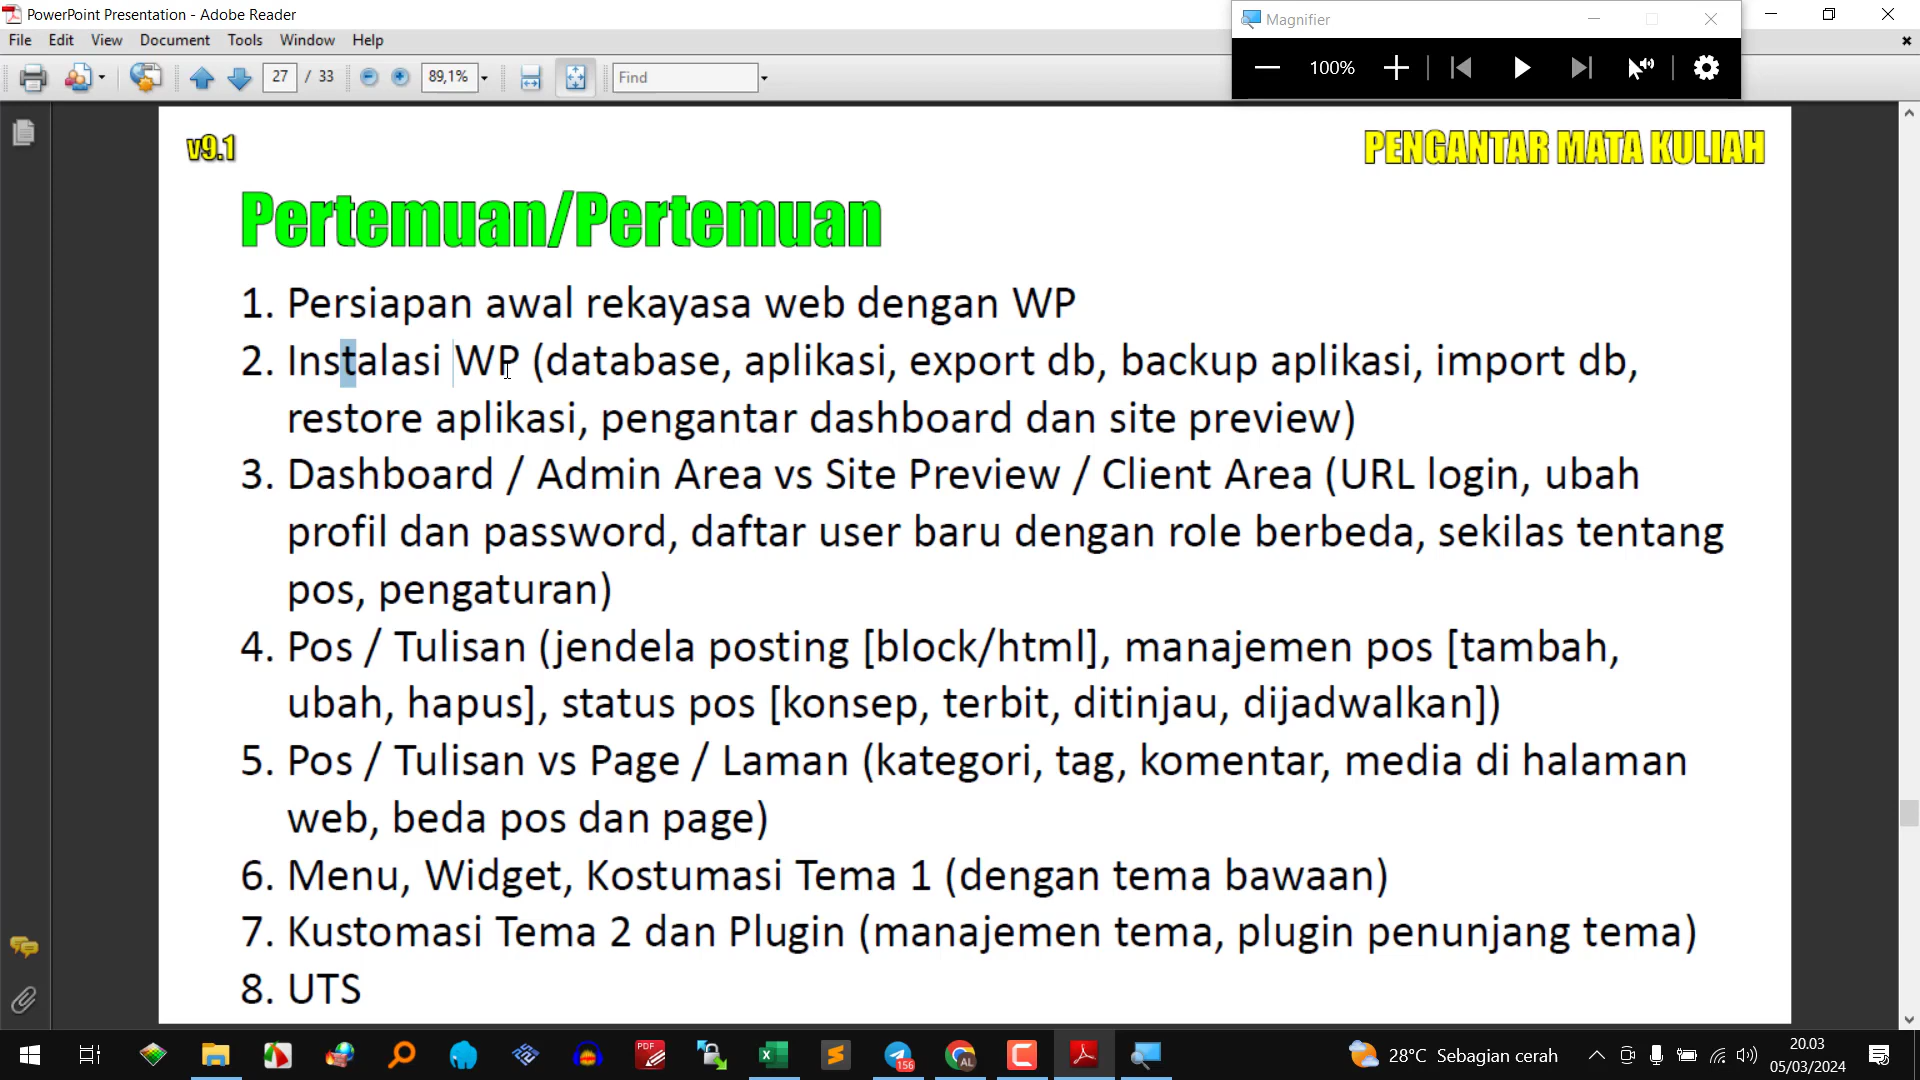 PowerPoint Presentation - Adobe Reader
Magnifier
File Edit View Document Tools Window Help
100%
27 / 33 89,1% Find
v9.1
PENGANTAR MATA KULIAH
Pertemuan/Pertemuan
1. Persiapan awal rekayasa web dengan WP
2. Instalasi WP (database, aplikasi, export db, backup aplikasi, import db,
restore aplikasi, pengantar dashboard dan site preview)
3. Dashboard / Admin Area vs Site Preview / Client Area (URL login, ubah
profil dan password, daftar user baru dengan role berbeda, sekilas tentang
pos, pengaturan)
4. Pos / Tulisan (jendela posting [block/html], manajemen pos [tambah,
ubah, hapus], status pos [konsep, terbit, ditinjau, dijadwalkan])
5. Pos / Tulisan vs Page / Laman (kategori, tag, komentar, media di halaman
web, beda pos dan page)
6. Menu, Widget, Kostumasi Tema 1 (dengan tema bawaan)
7. Kustomasi Tema 2 dan Plugin (manajemen tema, plugin penunjang tema)
8. UTS
PDF
156
AL
28°C Sebagian cerah
20.03
05/03/2024